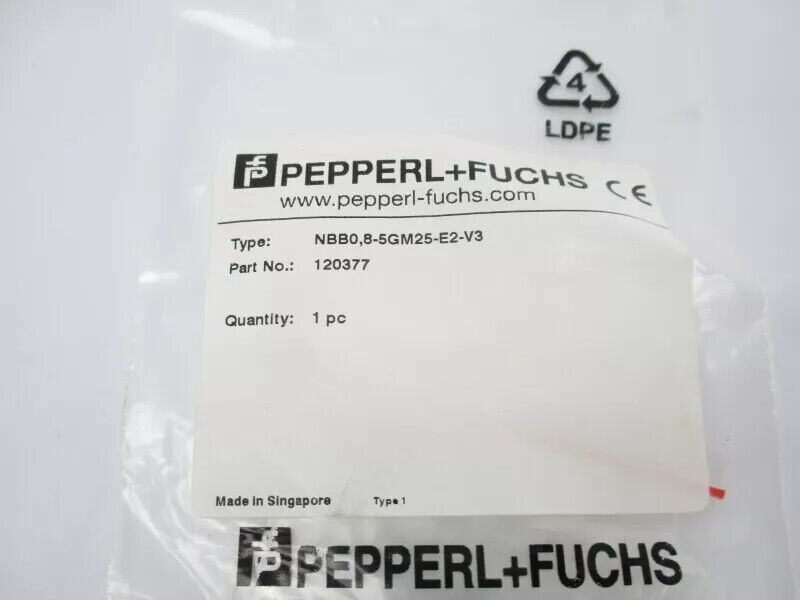 4
LDPE
PEPPERL+FUCHS CE
www.pepperl-fuchs.com
Type: NBB0,8-5GM25-E2-V3
Part No.: 120377
Quantity: 1 pc
Made in Singapore Type 1
PEPPERL+FUCHS